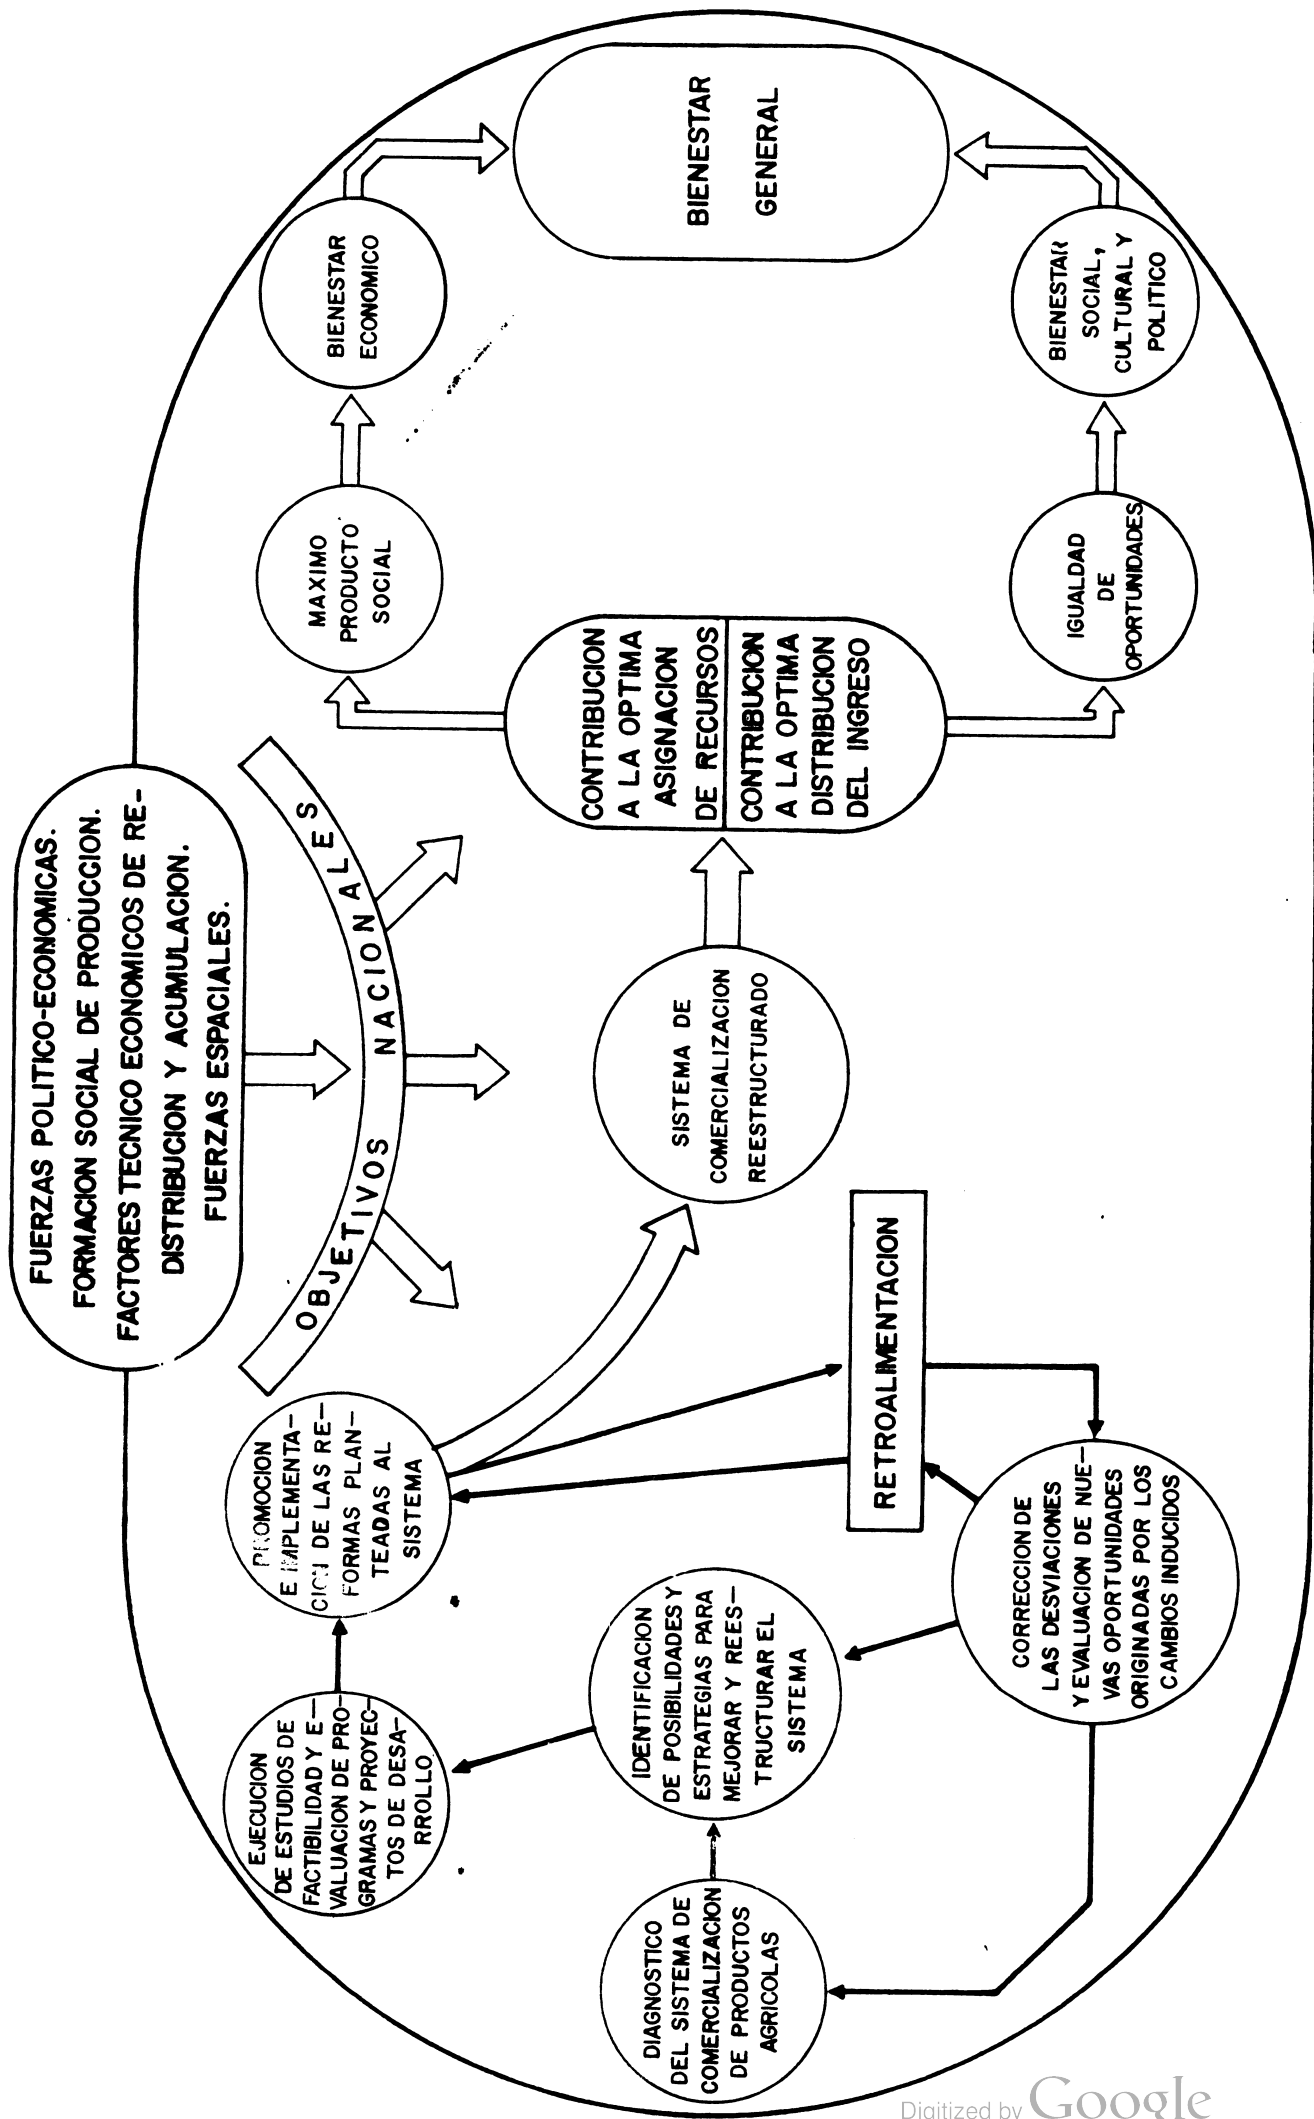 FUERZAS POLITICO-ECONOMICAS.
FORMACION SOCIAL DE PRODUCCION.
FACTORES TECNICO ECONOMICOS DE RE-
DISTRIBUCION Y ACUMULACION.
FUERZAS ESPACIALES.
OBJETIVOS NACIONALES
EJECUCION
DE ESTUDIOS DE
FACTIBILIDAD Y E-
VALUACION DE PRO-
GRAMAS Y PROYEC-
TOS DE DESA-
RROLLO.
PROMOCION
E IMPLEMENTA-
CION DE LAS RE-
FORMAS PLAN-
TEADAS AL
SISTEMA
MAXIMO
PRODUCTO
SOCIAL
BIENESTAR
ECONOMICO
DIAGNOSTICO
DEL SISTEMA DE
COMERCIALIZACION
DE PRODUCTOS
AGRICOLAS
IDENTIFICACION
DE POSIBILIDADES Y
ESTRATEGIAS PARA
MEJORAR Y REES-
TRUCTURAR EL
SISTEMA
SISTEMA DE
COMERCIALIZACION
REESTRUCTURADO
CONTRIBUCION
A LA OPTIMA
ASIGNACION
DE RECURSOS
CONTRIBUCION
A LA OPTIMA
DISTRIBUCION
DEL INGRESO
BIENESTAR
GENERAL
RETROALIMENTACION
CORRECCION DE
LAS DESVIACIONES
Y EVALUACION DE NUE-
VAS OPORTUNIDADES
ORIGINADAS POR LOS
CAMBIOS INDUCIDOS
IGUALDAD
DE
OPORTUNIDADES
BIENESTAR
SOCIAL,
CULTURAL Y
POLITICO
Digitized by Google